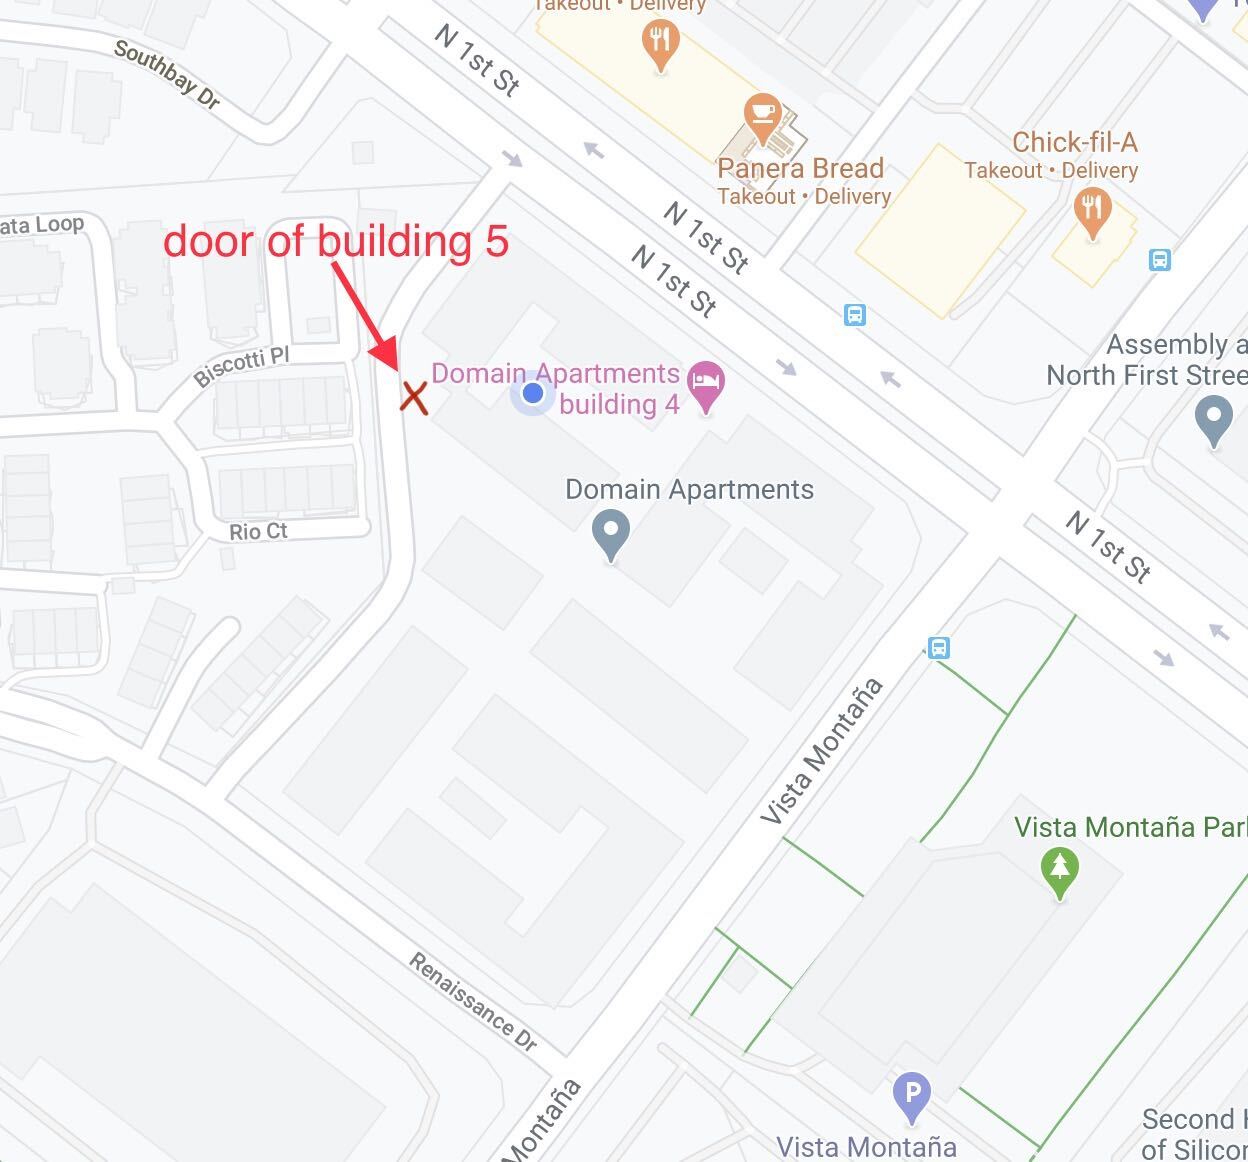 Takeout • Delivery
N 1st St
Southbay Dr
Panera Bread
Takeout • Delivery
Chick-fil-A
Takeout • Delivery
ata Loop
door of building 5
N 1st St
N 1st St
Biscotti Pl
Domain Apartments
building 4
Assembly a
North First Stree
Domain Apartments
Rio Ct
N 1st St
Vista Montaña
Vista Montaña Par
Renaissance Dr
P
Montaña
Vista Montaña
Second
of Silico